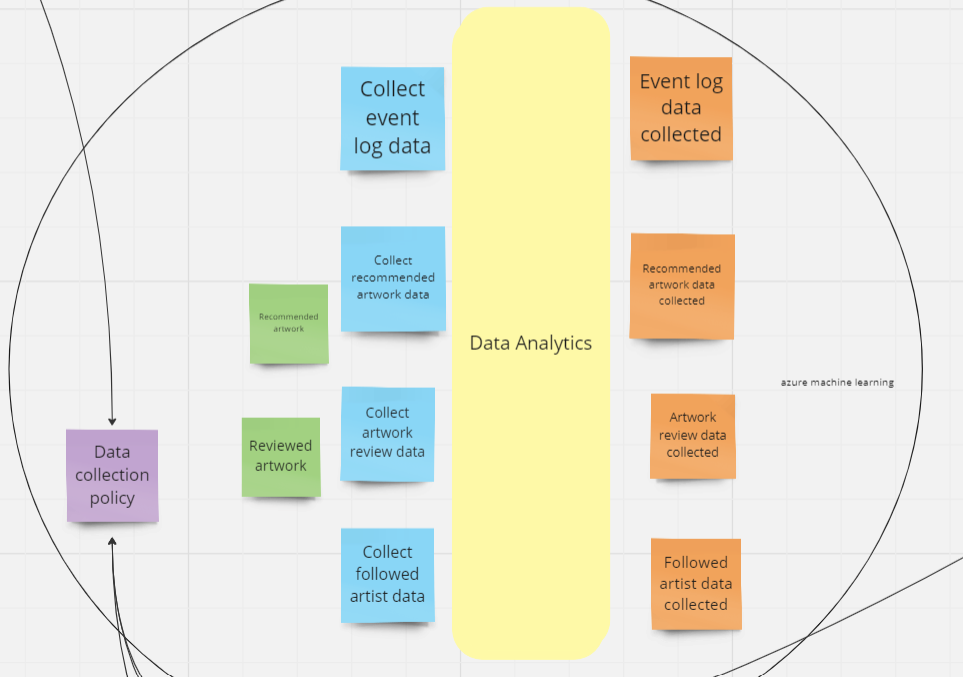 Collect
event
log data
Event log
data
collected
Collect
recommended
artwork data
Recommended
artwork data
collected
Recommended
artwork
Data Analytics
azure machine learning
Collect
artwork
review data
Artwork
review data
collected
Reviewed
artwork
Data
collection
policy
Collect
followed
artist data
Followed
artist data
collected